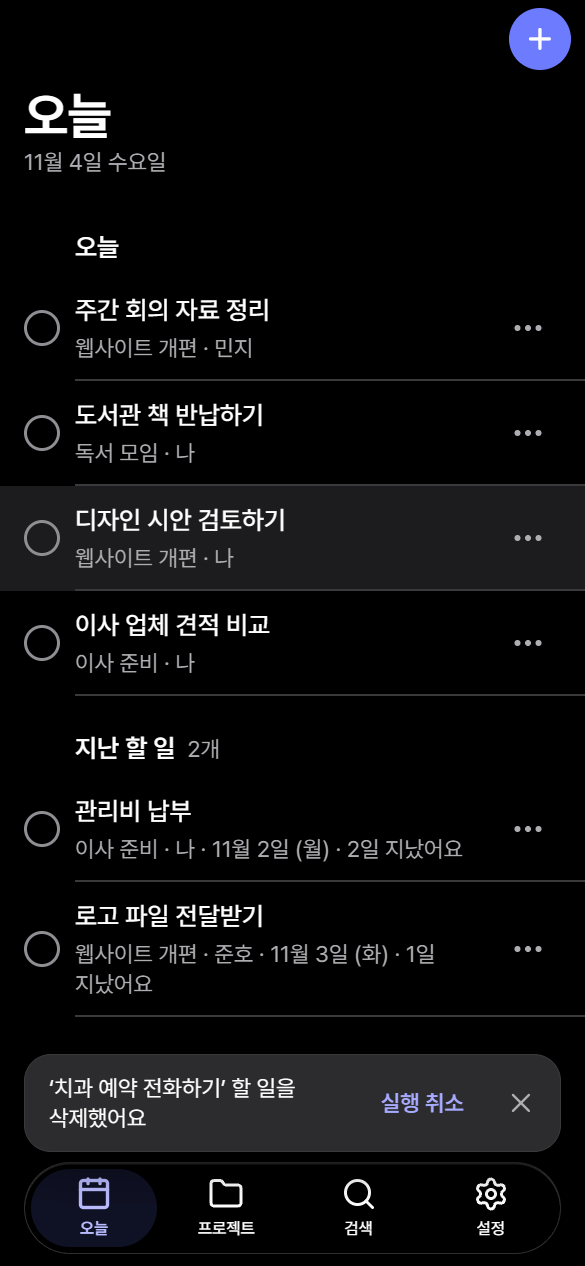 오늘
11월 4일 수요일
오늘
주간 회의 자료 정리
웹사이트 개편 · 민지
도서관 책 반납하기
독서 모임 · 나
디자인 시안 검토하기
웹사이트 개편 · 나
이사 업체 견적 비교
이사 준비 · 나
지난 할 일 2개
관리비 납부
이사 준비 · 나 · 11월 2일 (월) · 2일 지났어요
로고 파일 전달받기
웹사이트 개편 · 준호 · 11월 3일 (화) · 1일
지났어요
‘치과 예약 전화하기’ 할 일을
삭제했어요
실행 취소
오늘
프로젝트
검색
설정